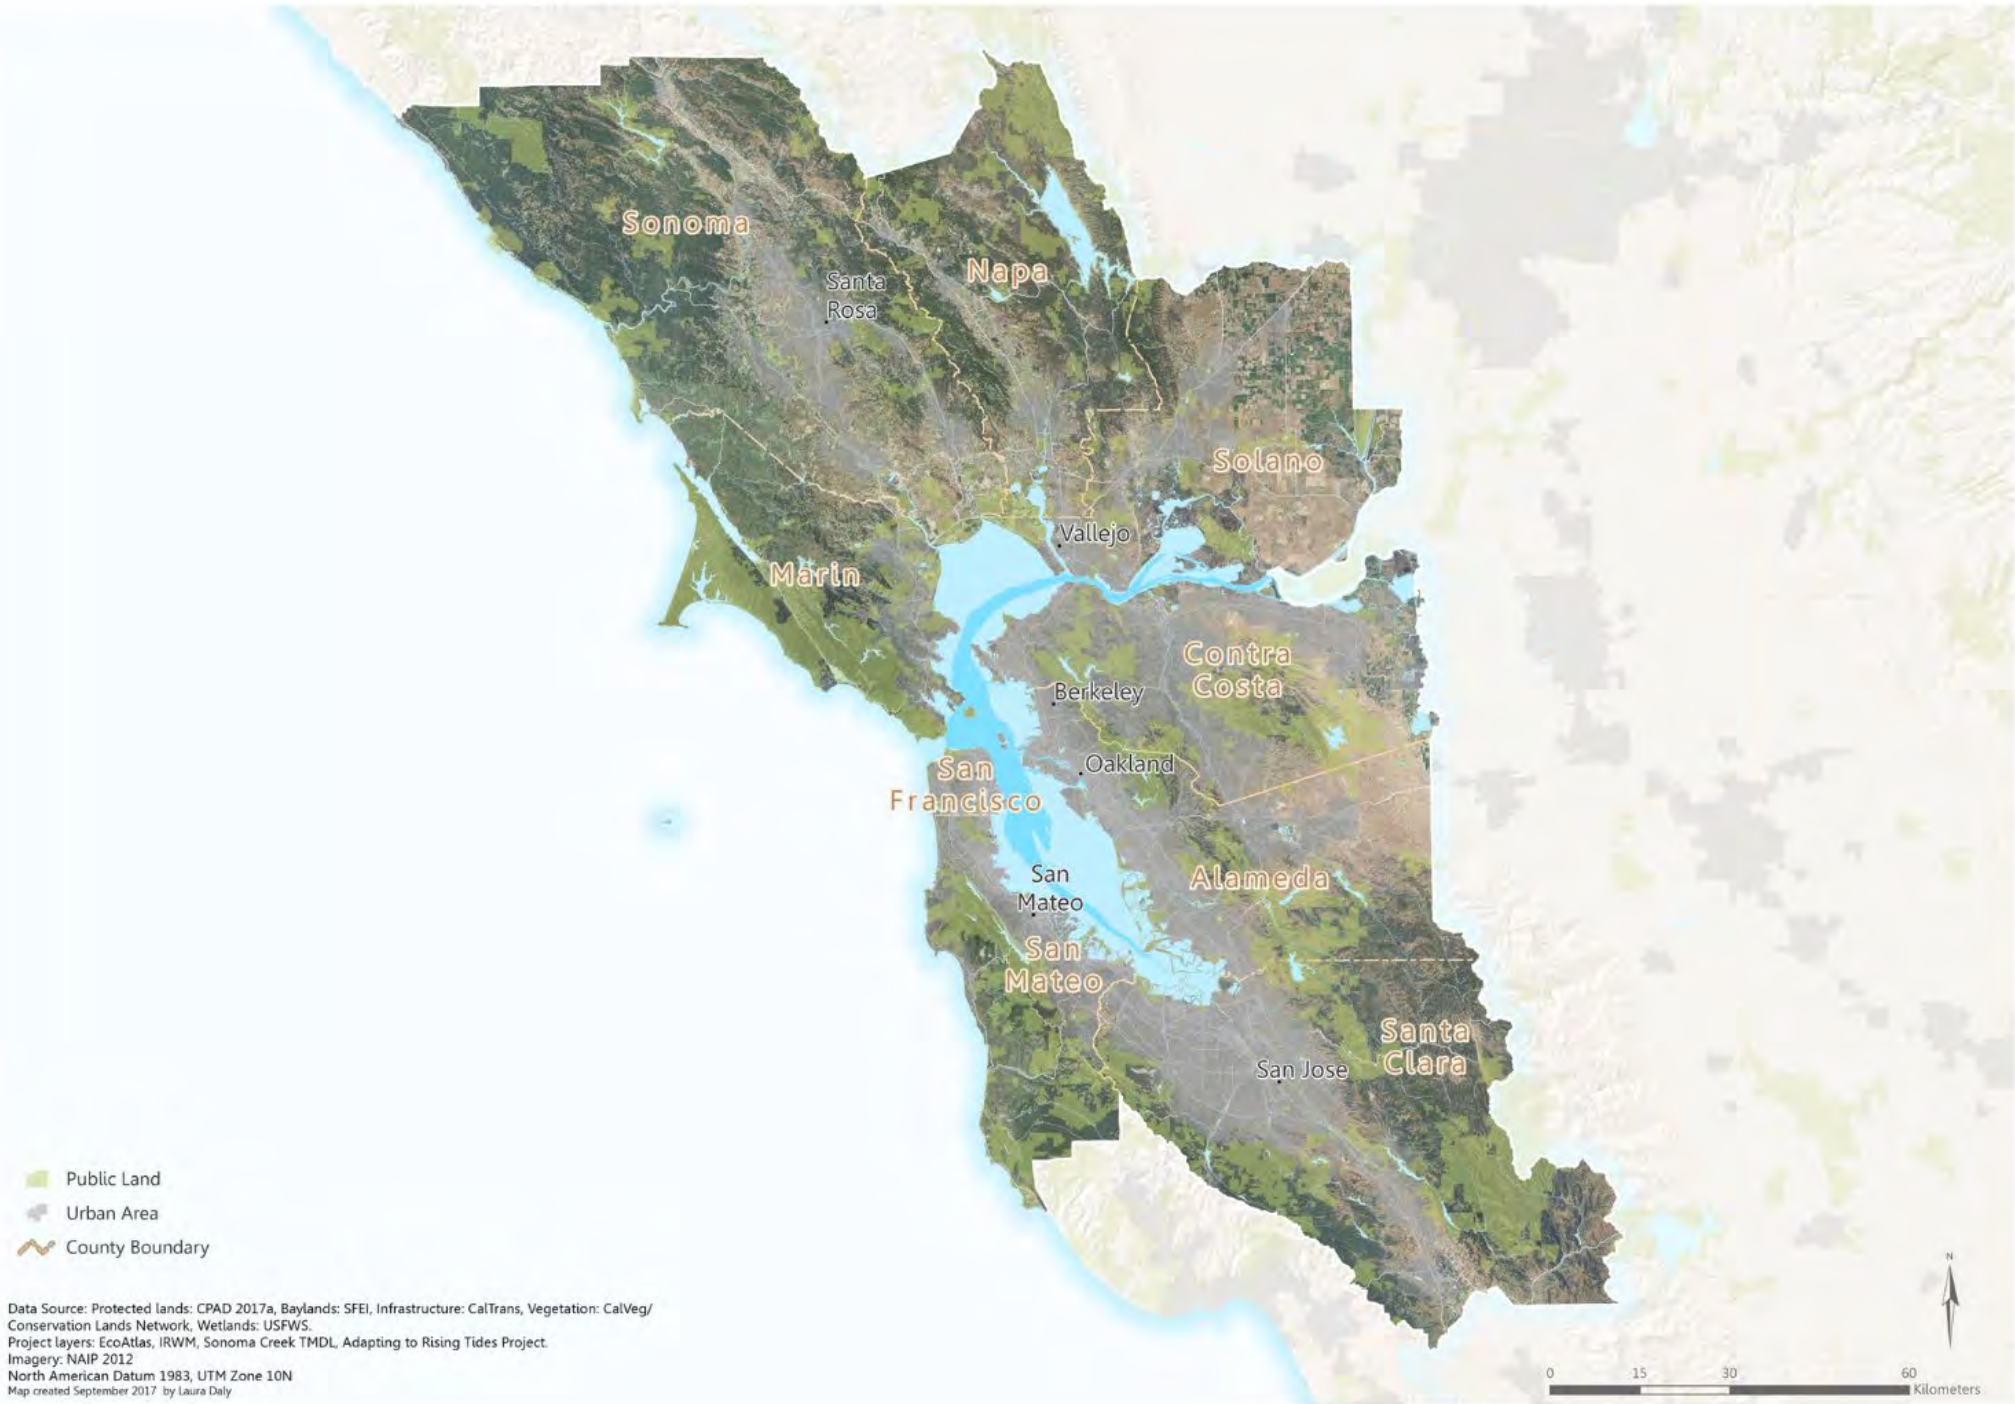 Sonoma
Napa
Santa
Rosa
Solano
Vallejo
Marin
Contra
Costa
Berkeley
Oakland
San
Francisco
San
Mateo
Alameda
San
Mateo
Santa
Clara
San Jose
Public Land
Urban Area
County Boundary
Data Source: Protected lands: CPAD 2017a, Baylands: SFEI, Infrastructure: CalTrans, Vegetation: CalVeg/
Conservation Lands Network, Wetlands: USFWS.
Project layers: EcoAtlas, IRWM, Sonoma Creek TMDL, Adapting to Rising Tides Project.
Imagery: NAIP 2012
North American Datum 1983, UTM Zone 10N
Map created September 2017 by Laura Daly
N
0 15 30 60
Kilometers